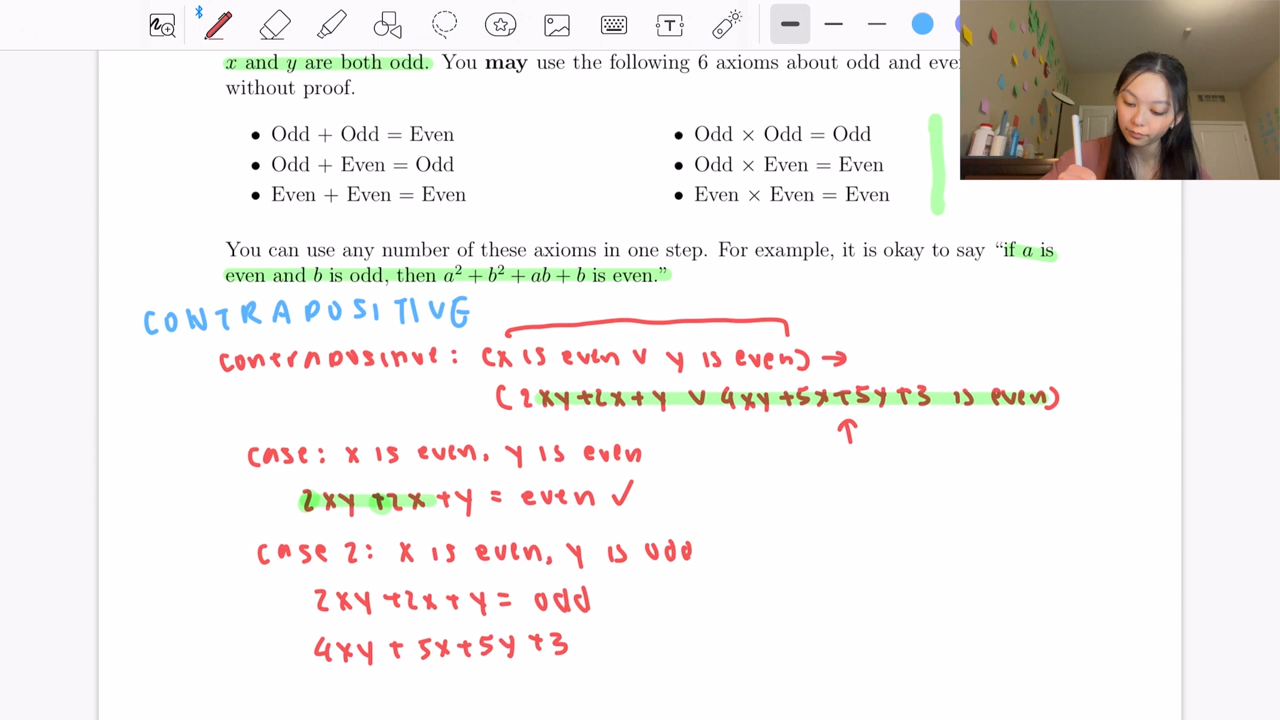 x and y are both odd. You may use the following 6 axioms about odd and eve
without proof.
• Odd + Odd = Even
• Odd + Even = Odd
• Even + Even = Even
• Odd × Odd = Odd
• Odd × Even = Even
• Even × Even = Even
You can use any number of these axioms in one step. For example, it is okay to say “if a is
even and b is odd, then a² + b² + ab + b is even.”
CONTRAPOSITIVE
contrapositive: (x is even ∨ y is even) →
(2xy+2x+y ∨ 4xy+5x+5y+3 is even)
↑
case: x is even, y is even
2xy+2x+y = even ✓
case 2: x is even, y is odd
2xy+2x+y = odd
4xy + 5x+5y+3